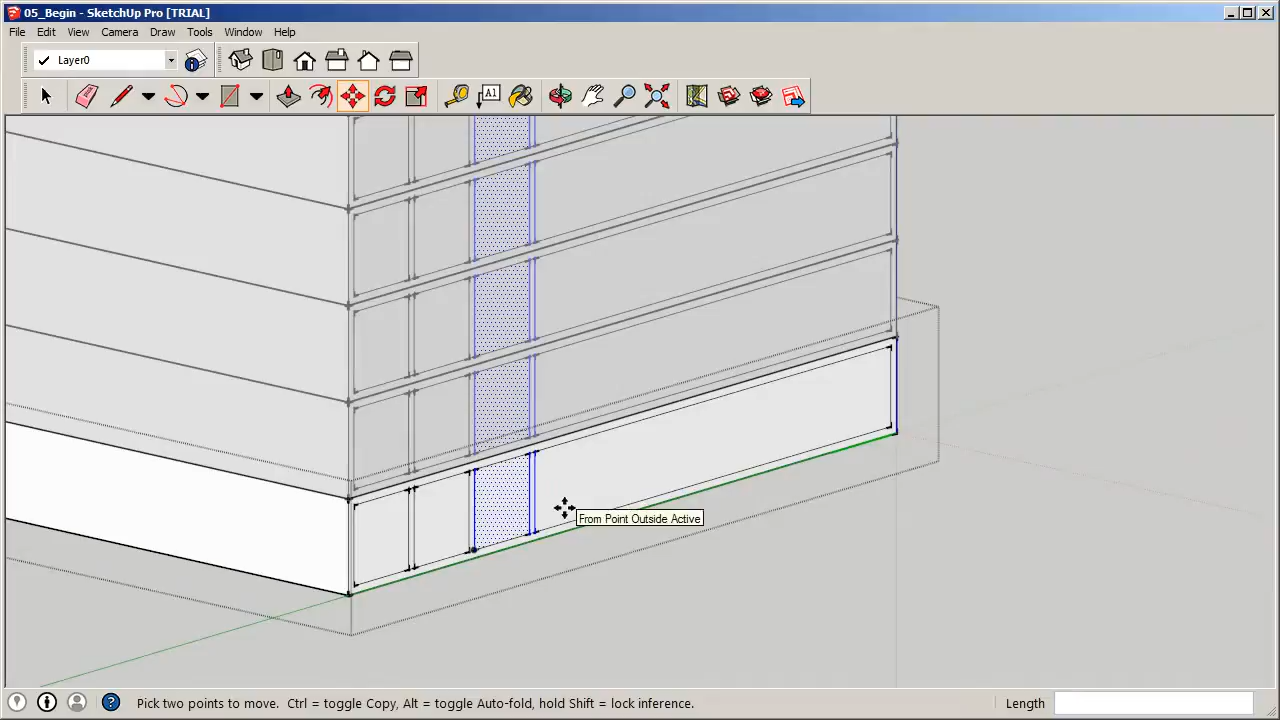 05_Begin - SketchUp Pro [TRIAL]
File Edit View Camera Draw Tools Window Help
Layer0
A1
From Point Outside Active
Pick two points to move. Ctrl = toggle Copy, Alt = toggle Auto-fold, hold Shift = lock inference. Length